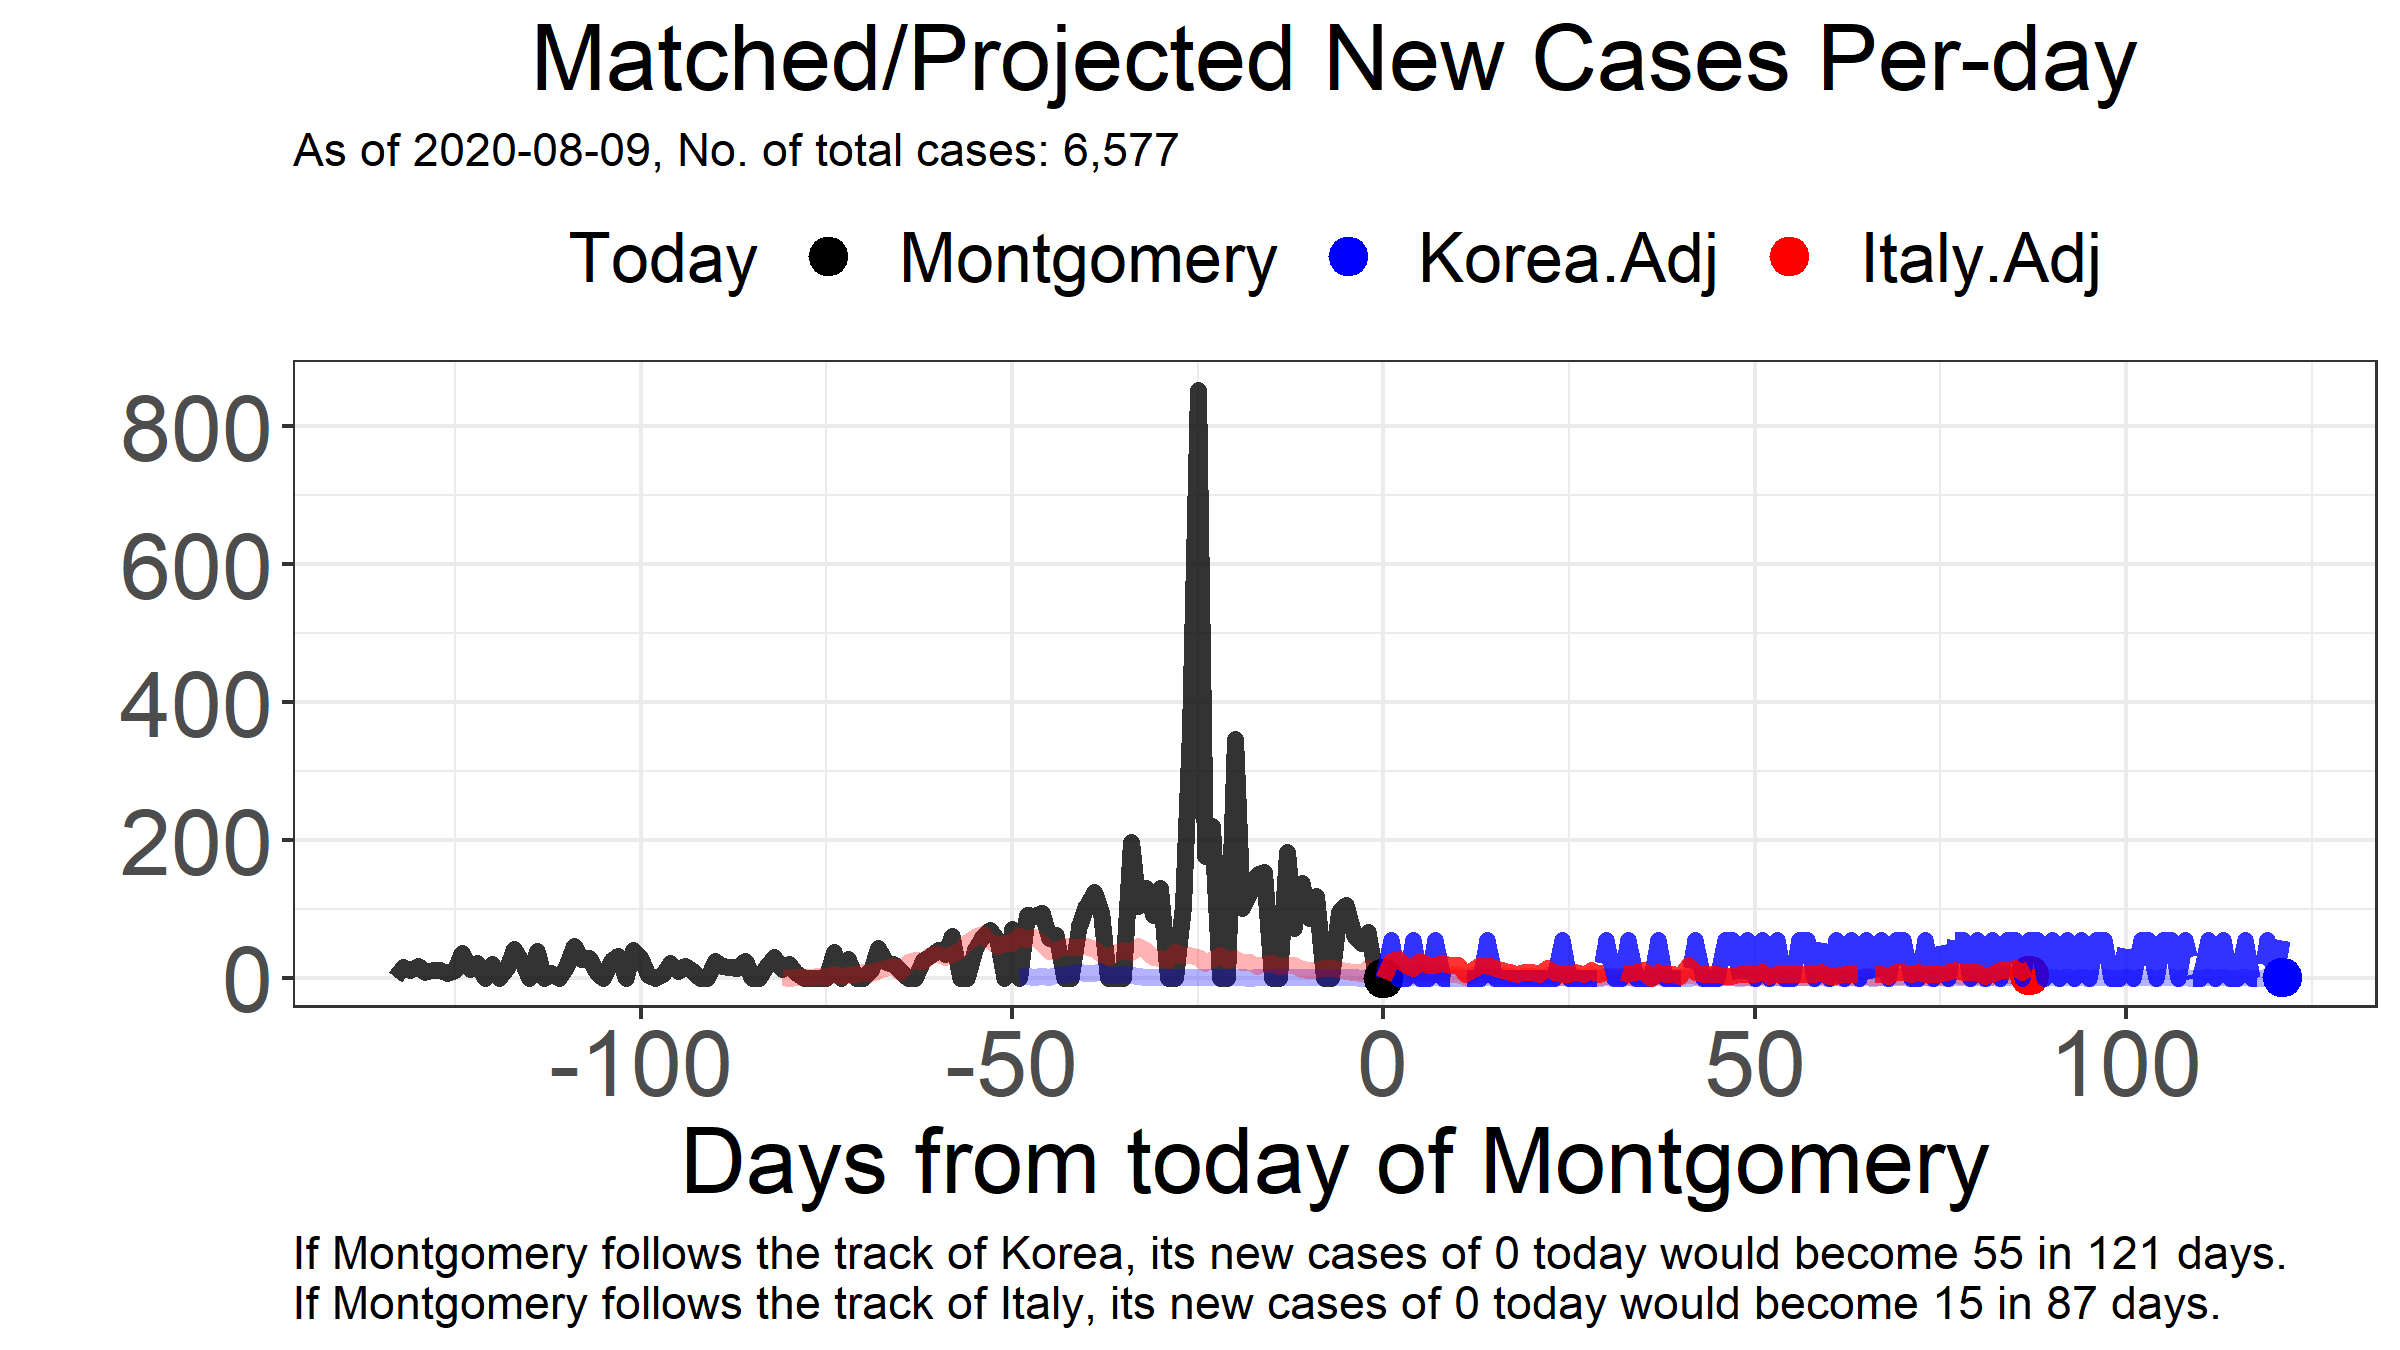 Matched/Projected New Cases Per-day
As of 2020-08-09, No. of total cases: 6,577
Today Montgomery Korea.Adj Italy.Adj
800
600
400
200
0
-100 -50 0 50 100
Days from today of Montgomery
If Montgomery follows the track of Korea, its new cases of 0 today would become 55 in 121 days.
If Montgomery follows the track of Italy, its new cases of 0 today would become 15 in 87 days.